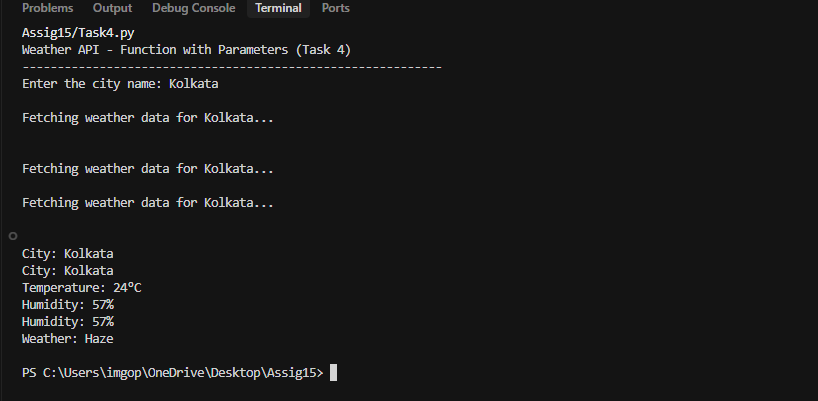 Problems Output Debug Console Terminal Ports
Assig15/Task4.py
Weather API - Function with Parameters (Task 4)
------------------------------------------------------------
Enter the city name: Kolkata
Fetching weather data for Kolkata...
Fetching weather data for Kolkata...
Fetching weather data for Kolkata...
City: Kolkata
City: Kolkata
Temperature: 24°C
Humidity: 57%
Humidity: 57%
Weather: Haze
PS C:\Users\imgop\OneDrive\Desktop\Assig15>